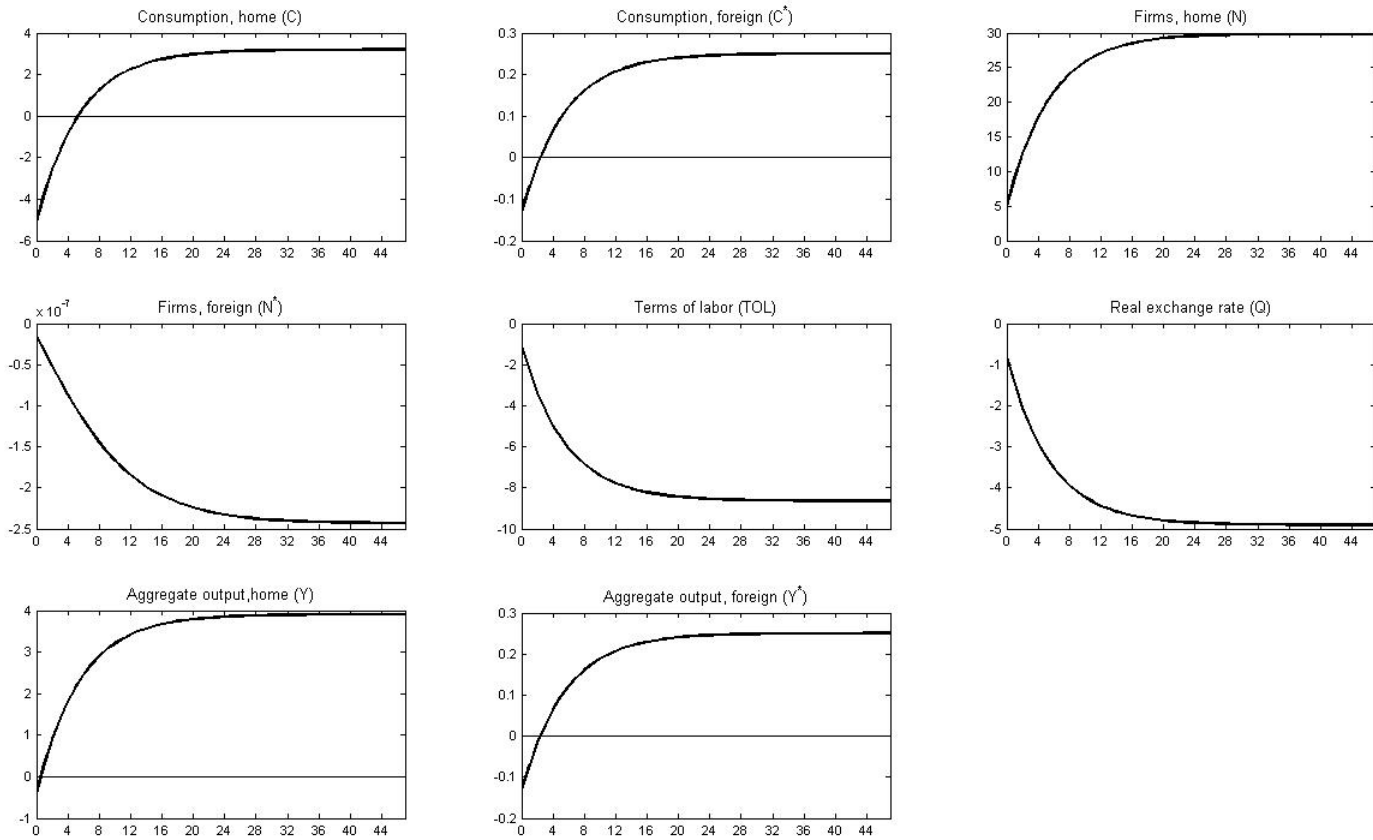 Consumption, home (C)
4
2
0
-2
-4
-6
0 4 8 12 16 20 24 28 32 36 40 44
Consumption, foreign (C*)
0.3
0.2
0.1
0
-0.1
-0.2
0 4 8 12 16 20 24 28 32 36 40 44
Firms, home (N)
30
25
20
15
10
5
0
0 4 8 12 16 20 24 28 32 36 40 44
Firms, foreign (N*)
x 10-7
0
-0.5
-1
-1.5
-2
-2.5
0 4 8 12 16 20 24 28 32 36 40 44
Terms of labor (TOL)
0
-2
-4
-6
-8
-10
0 4 8 12 16 20 24 28 32 36 40 44
Real exchange rate (Q)
0
-1
-2
-3
-4
-5
0 4 8 12 16 20 24 28 32 36 40 44
Aggregate output,home (Y)
4
3
2
1
0
-1
0 4 8 12 16 20 24 28 32 36 40 44
Aggregate output, foreign (Y*)
0.3
0.2
0.1
0
-0.1
-0.2
0 4 8 12 16 20 24 28 32 36 40 44